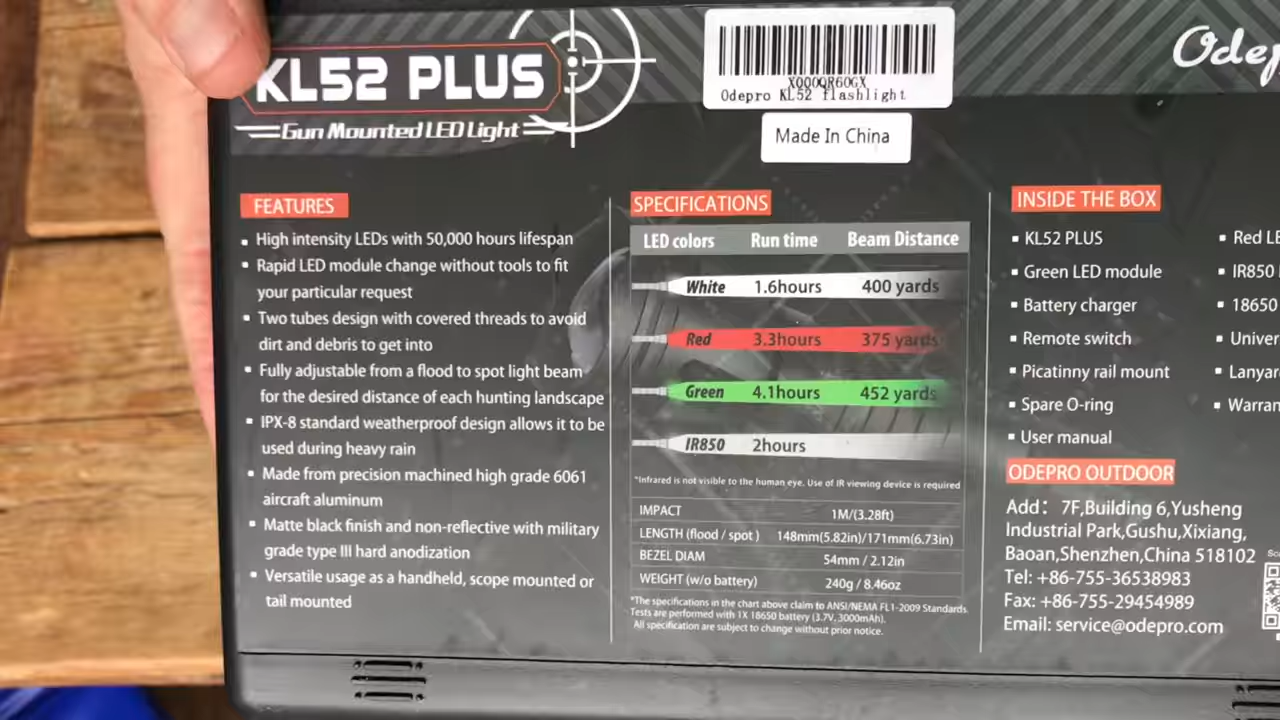 KL52 PLUS
Gun Mounted LED Light
X000QR60GX
Odepro KL52 flashlight
Made In China
FEATURES
▪ High intensity LEDs with 50,000 hours lifespan
▪ Rapid LED module change without tools to fit
your particular request
▪ Two tubes design with covered threads to avoid
dirt and debris to get into
▪ Fully adjustable from a flood to spot light beam
for the desired distance of each hunting landscape
▪ IPX-8 standard weatherproof design allows it to be
used during heavy rain
▪ Made from precision machined high grade 6061
aircraft aluminum
▪ Matte black finish and non-reflective with military
grade type III hard anodization
▪ Versatile usage as a handheld, scope mounted or
tail mounted
SPECIFICATIONS
LED colors Run time Beam Distance
White 1.6hours 400 yards
Red 3.3hours 375 yards
Green 4.1hours 452 yards
IR850 2hours
*Infrared is not visible to the human eye. Use of IR viewing device is required
IMPACT 1M/(3.28ft)
LENGTH (flood / spot ) 148mm(5.82in)/171mm(6.73in)
BEZEL DIAM 54mm / 2.12in
WEIGHT (w/o battery) 240g / 8.46oz
*The specifications in the chart above claim to ANSI/NEMA FL1-2009 Standards.
Tests are performed with 1X 18650 battery (3.7V, 3000mAh).
All specification are subject to change without prior notice.
INSIDE THE BOX
▪ KL52 PLUS
▪ Green LED module
▪ Battery charger
▪ Remote switch
▪ Picatinny rail mount
▪ Spare O-ring
▪ User manual
▪ Red
▪ IR850
▪ 18650
ODEPRO OUTDOOR
Add: 7F,Building 6,Yusheng
Industrial Park,Gushu,Xixiang,
Baoan,Shenzhen,China 518102
Tel: +86-755-36538983
Fax: +86-755-29454989
Email: service@odepro.com